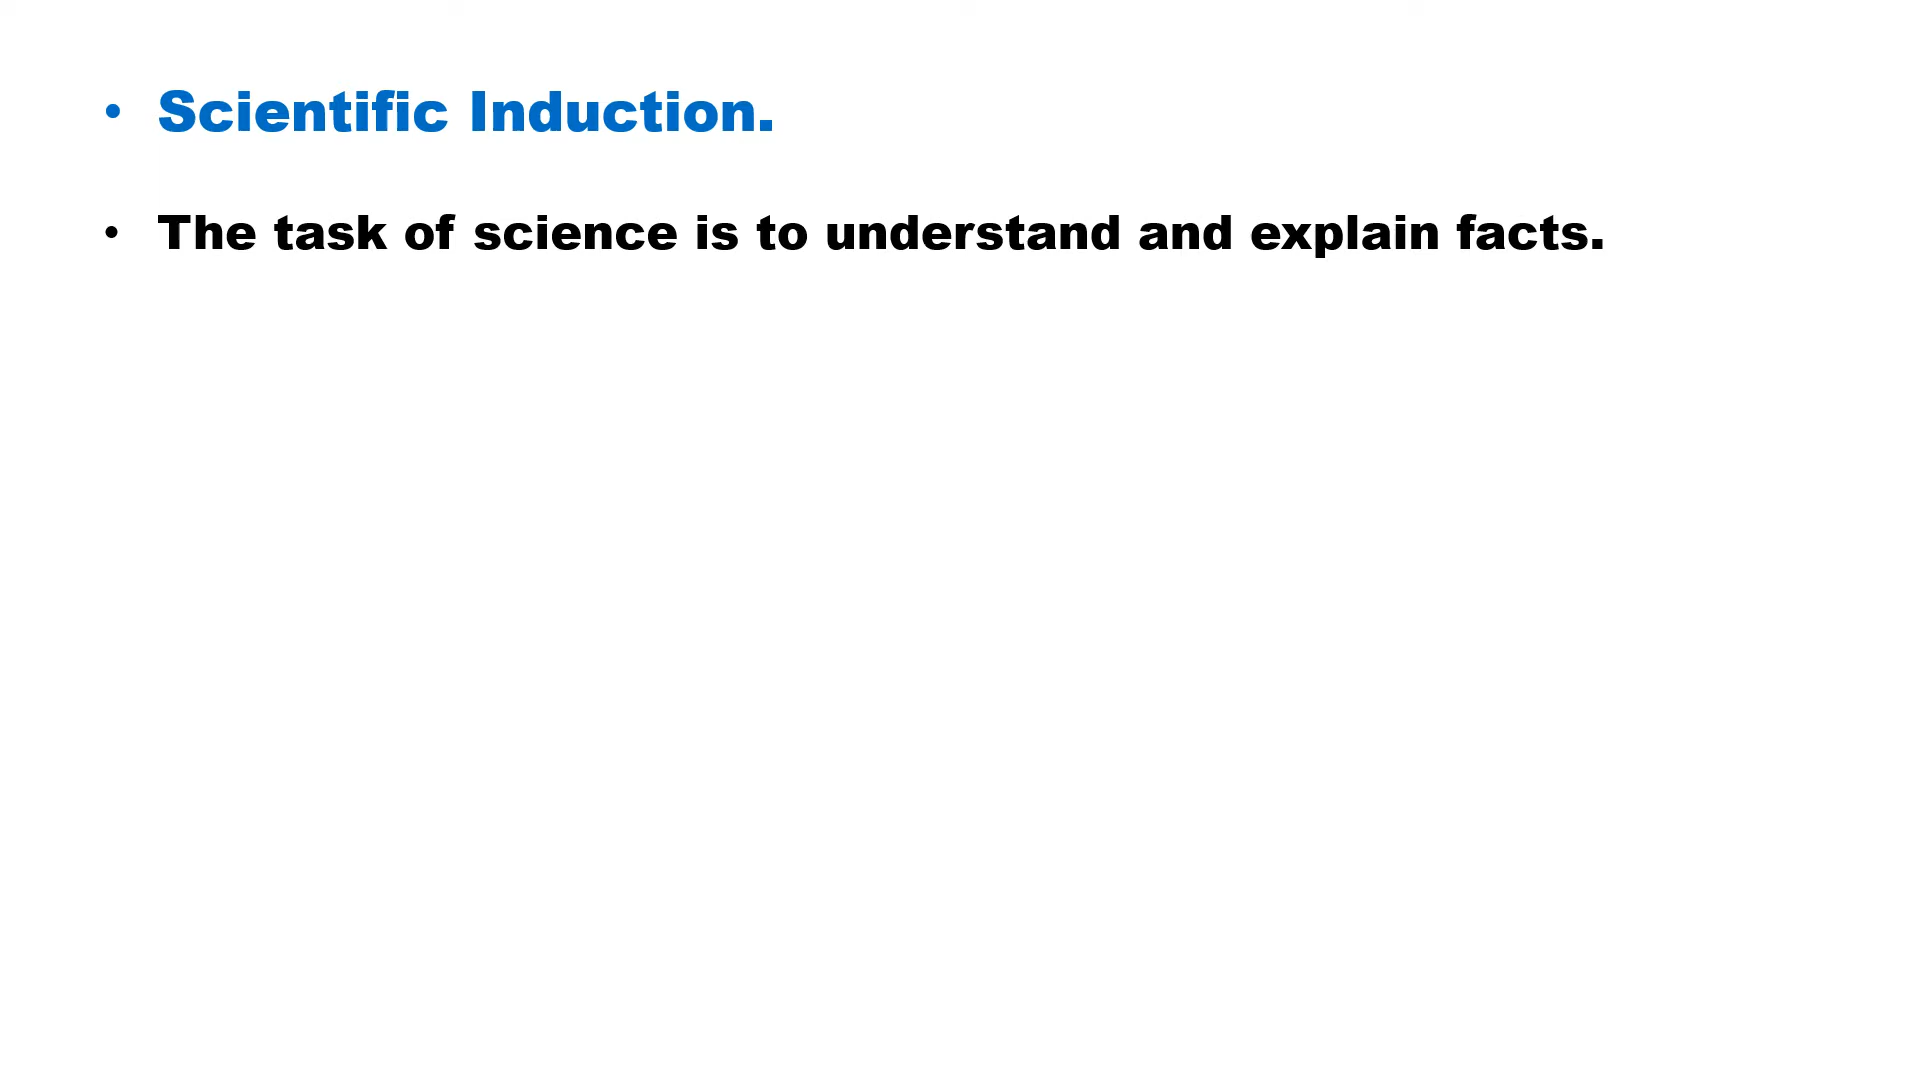 • Scientific Induction.
• The task of science is to understand and explain facts.